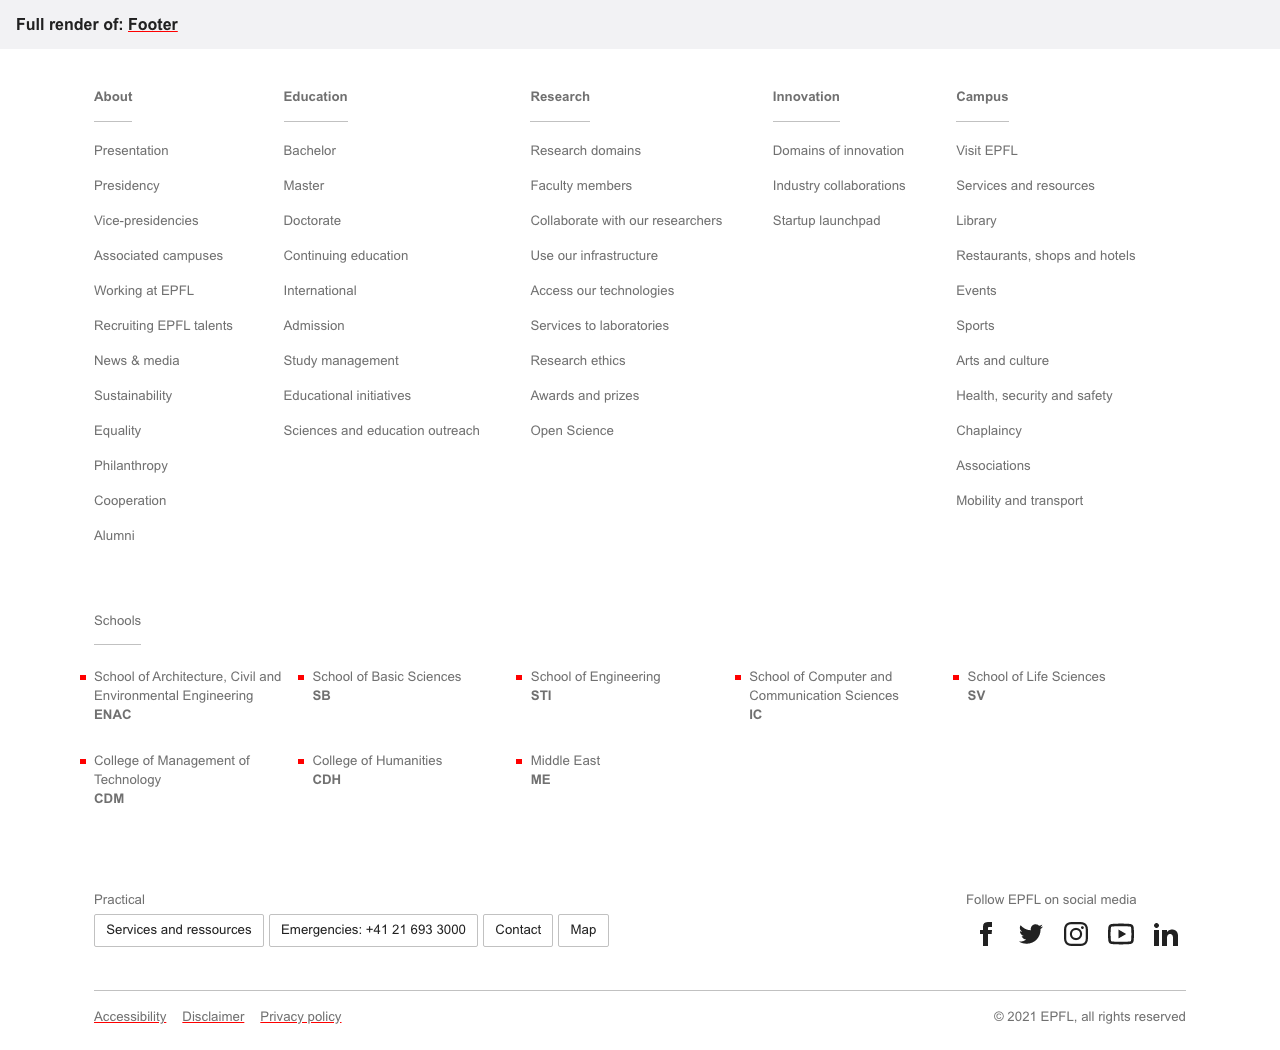 Full render of: Footer
About
Presentation
Presidency
Vice-presidencies
Associated campuses
Working at EPFL
Recruiting EPFL talents
News & media
Sustainability
Equality
Philanthropy
Cooperation
Alumni
Education
Bachelor
Master
Doctorate
Continuing education
International
Admission
Study management
Educational initiatives
Sciences and education outreach
Research
Research domains
Faculty members
Collaborate with our researchers
Use our infrastructure
Access our technologies
Services to laboratories
Research ethics
Awards and prizes
Open Science
Innovation
Domains of innovation
Industry collaborations
Startup launchpad
Campus
Visit EPFL
Services and resources
Library
Restaurants, shops and hotels
Events
Sports
Arts and culture
Health, security and safety
Chaplaincy
Associations
Mobility and transport
Schools
School of Architecture, Civil and
Environmental Engineering
ENAC
School of Basic Sciences
SB
School of Engineering
STI
School of Computer and
Communication Sciences
IC
School of Life Sciences
SV
College of Management of
Technology
CDM
College of Humanities
CDH
Middle East
ME
Practical
Services and ressources
Emergencies: +41 21 693 3000
Contact
Map
Follow EPFL on social media
Accessibility
Disclaimer
Privacy policy
© 2021 EPFL, all rights reserved